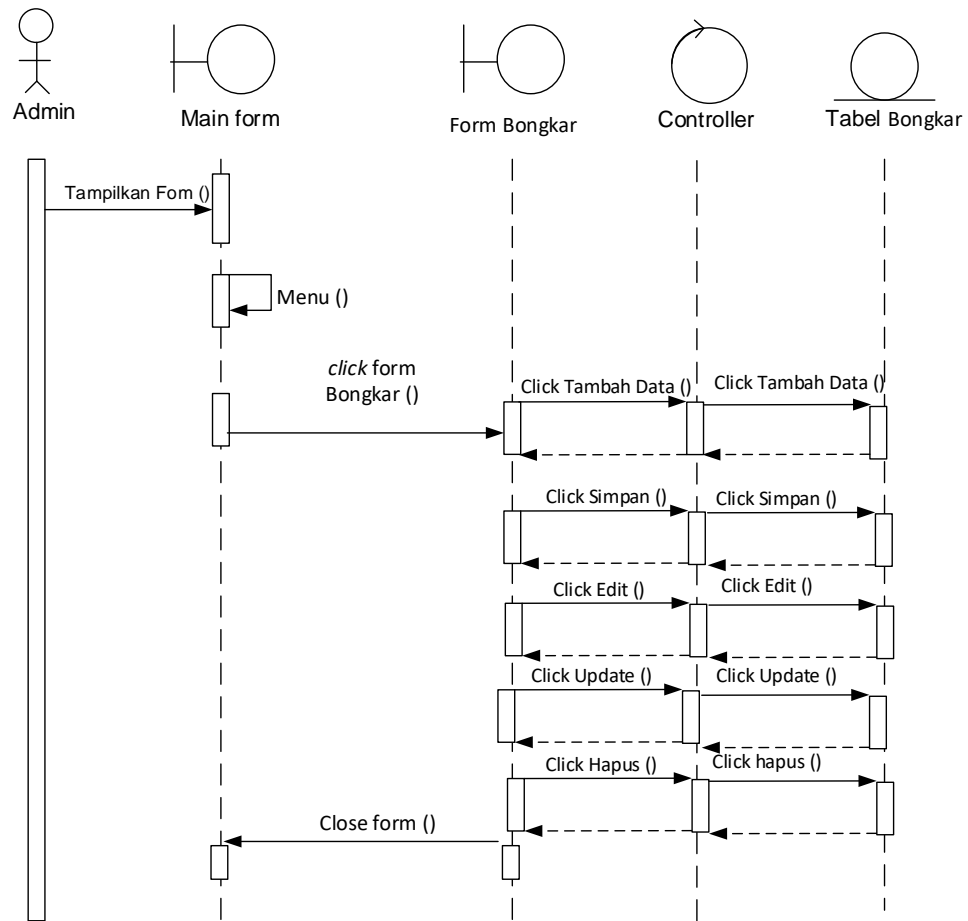 Admin
Main form
Form Bongkar
Controller
Tabel Bongkar
Tampilkan Fom ()
Menu ()
click form
Bongkar ()
Click Tambah Data ()
Click Tambah Data ()
Click Simpan ()
Click Simpan ()
Click Edit ()
Click Edit ()
Click Update ()
Click Update ()
Click Hapus ()
Click hapus ()
Close form ()